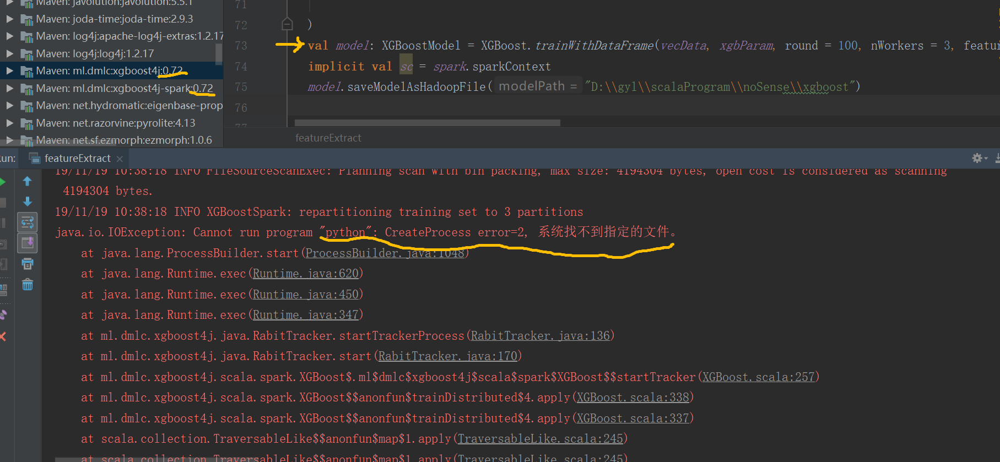 Maven: javolution:javolution:5.5.1
Maven: joda-time:joda-time:2.9.3
Maven: log4j:apache-log4j-extras:1.2.17
Maven: log4j:log4j:1.2.17
Maven: ml.dmlc:xgboost4j:0.72
Maven: ml.dmlc:xgboost4j-spark:0.72
Maven: net.hydromatic:eigenbase-prop
Maven: net.razorvine:pyrolite:4.13
Maven: net.sf.ezmorph:ezmorph:1.0.6
71
72 )
73 val model: XGBoostModel = XGBoost.trainWithDataFrame(vecData, xgbParam, round = 100, nWorkers = 3, featur
74 implicit val sc = spark.sparkContext
75 model.saveModelAsHadoopFile( modelPath = "D:\\gyl\\scalaProgram\\noSense\\xgboost")
76
77
featureExtract
un: featureExtract ×
19/11/19 10:38:18 INFO FileSourceScanExec: Planning scan with bin packing, max size: 4194304 bytes, open cost is considered as scanning
4194304 bytes.
19/11/19 10:38:18 INFO XGBoostSpark: repartitioning training set to 3 partitions
java.io.IOException: Cannot run program "python": CreateProcess error=2, 系统找不到指定的文件。
at java.lang.ProcessBuilder.start(ProcessBuilder.java:1048)
at java.lang.Runtime.exec(Runtime.java:620)
at java.lang.Runtime.exec(Runtime.java:450)
at java.lang.Runtime.exec(Runtime.java:347)
at ml.dmlc.xgboost4j.java.RabitTracker.startTrackerProcess(RabitTracker.java:136)
at ml.dmlc.xgboost4j.java.RabitTracker.start(RabitTracker.java:170)
at ml.dmlc.xgboost4j.scala.spark.XGBoost$.ml$dmlc$xgboost4j$scala$spark$XGBoost$$startTracker(XGBoost.scala:257)
at ml.dmlc.xgboost4j.scala.spark.XGBoost$$anonfun$trainDistributed$4.apply(XGBoost.scala:338)
at ml.dmlc.xgboost4j.scala.spark.XGBoost$$anonfun$trainDistributed$4.apply(XGBoost.scala:337)
at scala.collection.TraversableLike$$anonfun$map$1.apply(TraversableLike.scala:245)
at scala.collection.TraversableLike$$anonfun$map$1.apply(TraversableLike.scala:245)